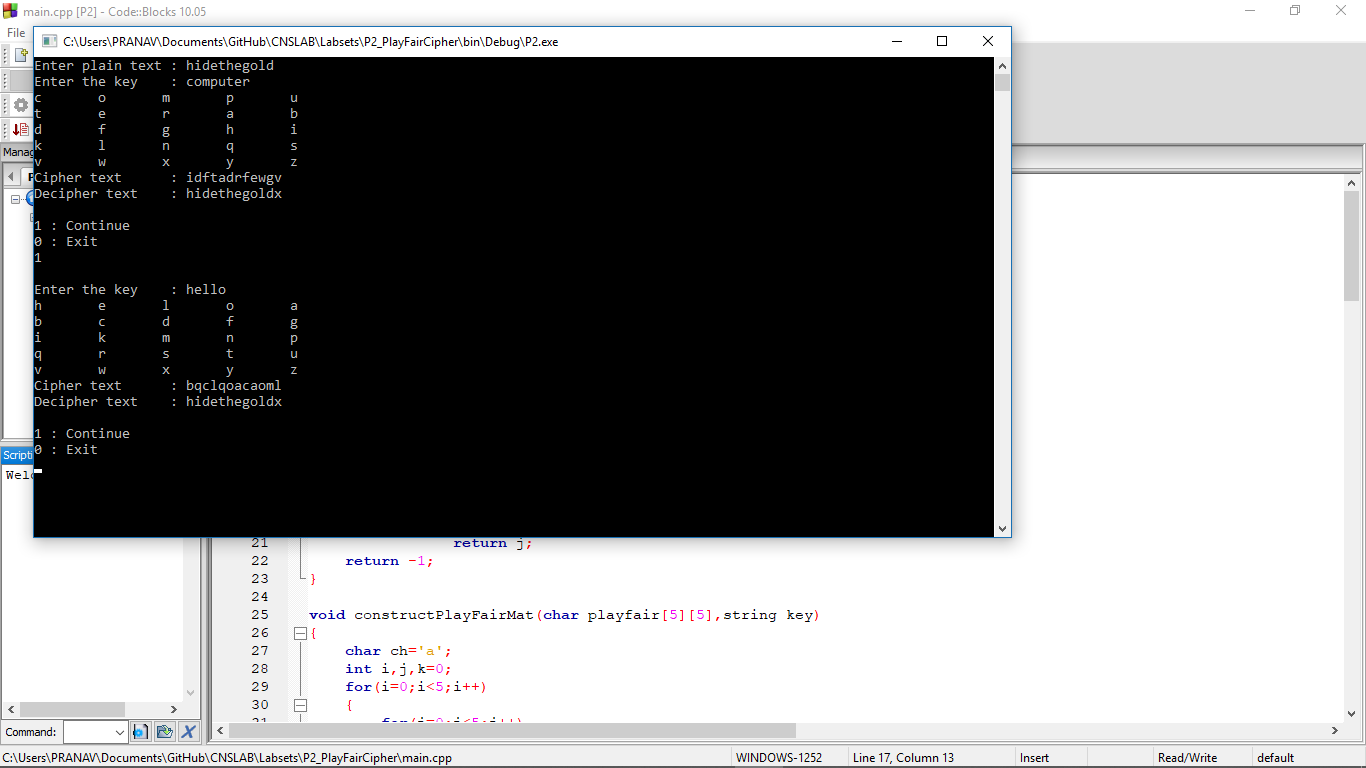 main.cpp [P2] - Code::Blocks 10.05
File
C:\Users\PRANAV\Documents\GitHub\CNSLAB\Labsets\P2_PlayFairCipher\bin\Debug\P2.exe
Enter plain text : hidethegold
Enter the key    : computer
c o m p u
t e r a b
d f g h i
k l n q s
v w x y z
Cipher text      : idftadrfewgv
Decipher text    : hidethegoldx
1 : Continue
0 : Exit
1
Enter the key    : hello
h e l o a
b c d f g
i k m n p
q r s t u
v w x y z
Cipher text      : bqclqoacaoml
Decipher text    : hidethegoldx
1 : Continue
0 : Exit
Manag
Scripti
Welc
21 return j;
22 return -1;
23 }
24
25 void constructPlayFairMat(char playfair[5][5],string key)
26 {
27 char ch='a';
28 int i,j,k=0;
29 for(i=0;i<5;i++)
30 {
Command:
C:\Users\PRANAV\Documents\GitHub\CNSLAB\Labsets\P2_PlayFairCipher\main.cpp WINDOWS-1252 Line 17, Column 13 Insert Read/Write default